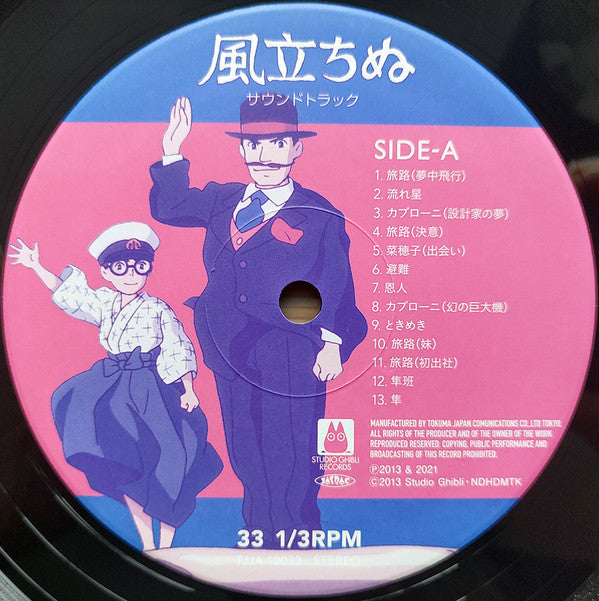 風立ちぬ
サウンドトラック
SIDE-A
1. 旅路(夢中飛行)
2. 流れ星
3. カプローニ(設計家の夢)
4. 旅路(決意)
5. 菜穂子(出会い)
6. 避難
7. 恩人
8. カプローニ(幻の巨大機)
9. ときめき
10. 旅路(妹)
11. 旅路(初出社)
12. 隼班
13. 隼
MANUFACTURED BY TOKUMA JAPAN COMUNICATIONS CO.,LTD TOKYO.
ALL RIGHTS OF THE PRODUCER AND OF THE OWNER OF THE WORK
REPRODUCED RESERVED. COPYING, PUBLIC PERFORMANCE AND
BROADCASTING OF THIS RECORD PROHIBITED.
STUDIO GHIBLI
RECORDS
Ⓟ2013 & 2021
Ⓒ2013 Studio Ghibli・NDHDMTK
33 1/3RPM
TJJA-10033 STEREO